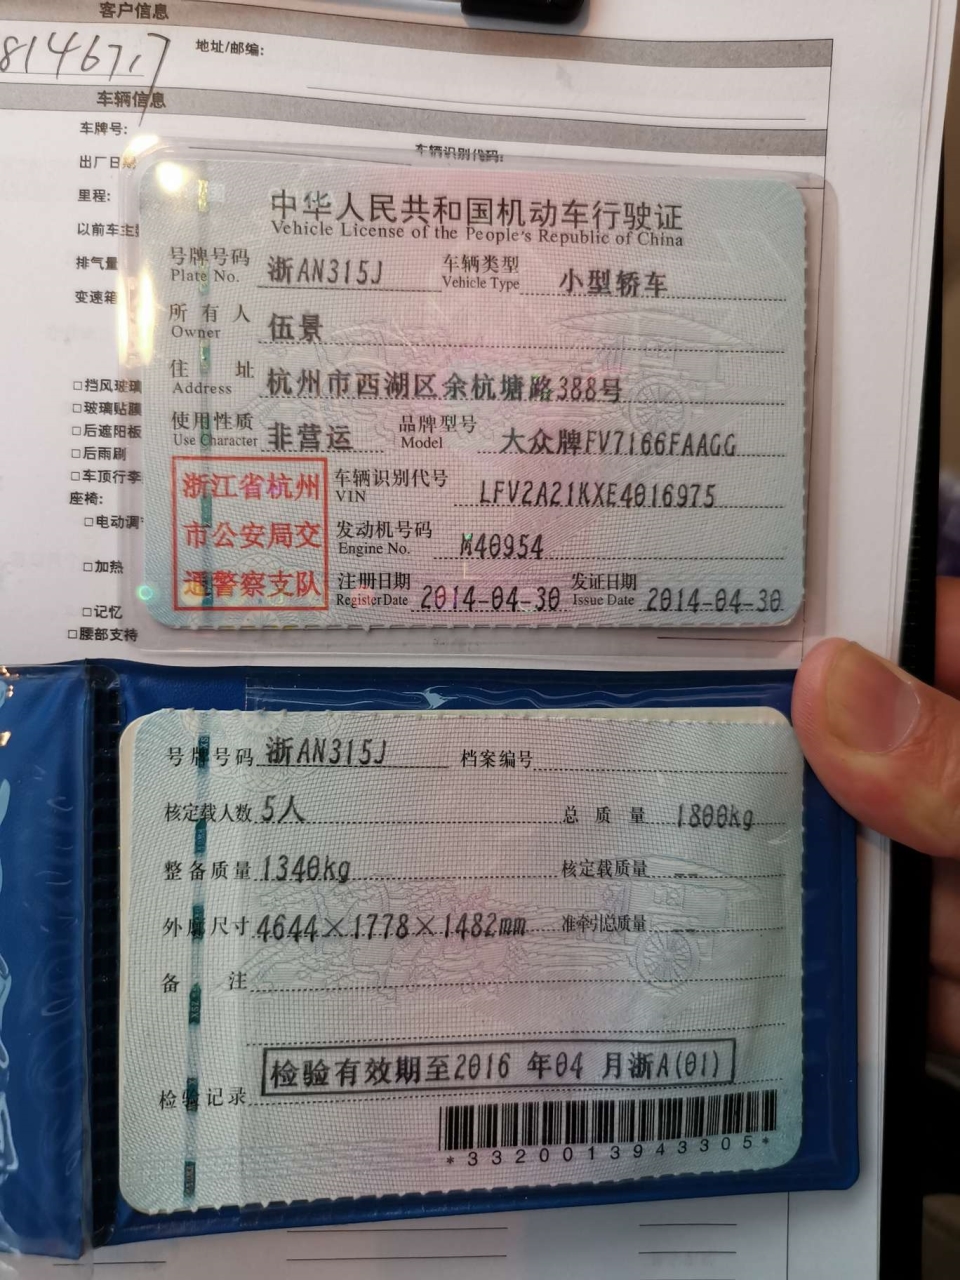 客户信息
814671,7
地址/邮编:
车辆信息
车牌号:
车辆识别代码:
出厂日期
里程:
以前车主
排气量
变速箱
□挡风玻璃
□玻璃贴膜
□后遮阳板
□后雨刷
□车顶行李
座椅:
□电动调
□加热
□记忆
□腰部支持
中华人民共和国机动车行驶证
Vehicle License of the People's Republic of China
号牌号码 浙AN315J 车辆类型 小型轿车
Plate No. Vehicle Type
所有人 伍景
Owner
住址 杭州市西湖区余杭塘路388号
Address
使用性质 非营运 品牌型号 大众牌FV7166FAAGG
Use Character Model
浙江省杭州
市公安局交
通警察支队
车辆识别代号 LFV2A21KXE4016975
VIN
发动机号码 M40954
Engine No.
注册日期 2014-04-30 发证日期 2014-04-30
Register Date Issue Date
号牌号码 浙AN315J 档案编号
核定载人数 5人 总质量 1800kg
整备质量 1340kg 核定载质量 --
外廓尺寸 4644×1778×1482mm 准牵引总质量 --
备注
检验有效期至2016 年04 月浙A(01)
检验记录
*3320013943305*